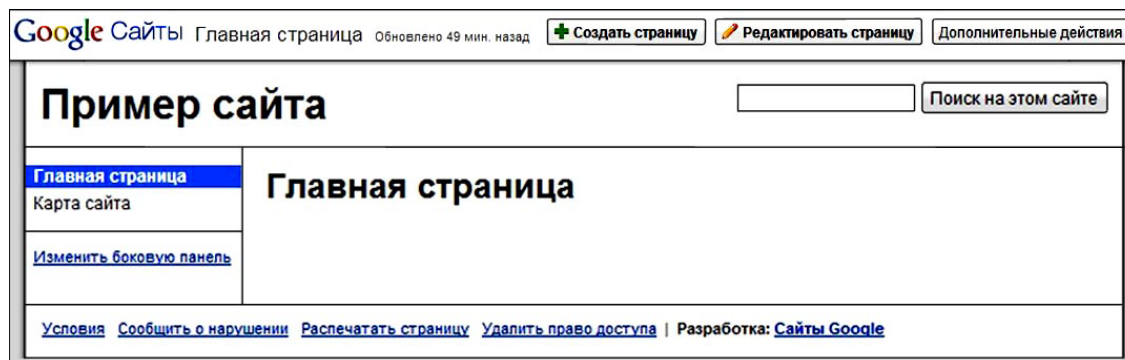 Google Сайты Главная страница Обновлено 49 мин. назад Создать страницу Редактировать страницу Дополнительные действия
Пример сайта Поиск на этом сайте
Главная страница
Карта сайта
Изменить боковую панель
Главная страница
Условия Сообщить о нарушении Распечатать страницу Удалить право доступа | Разработка: Сайты Google